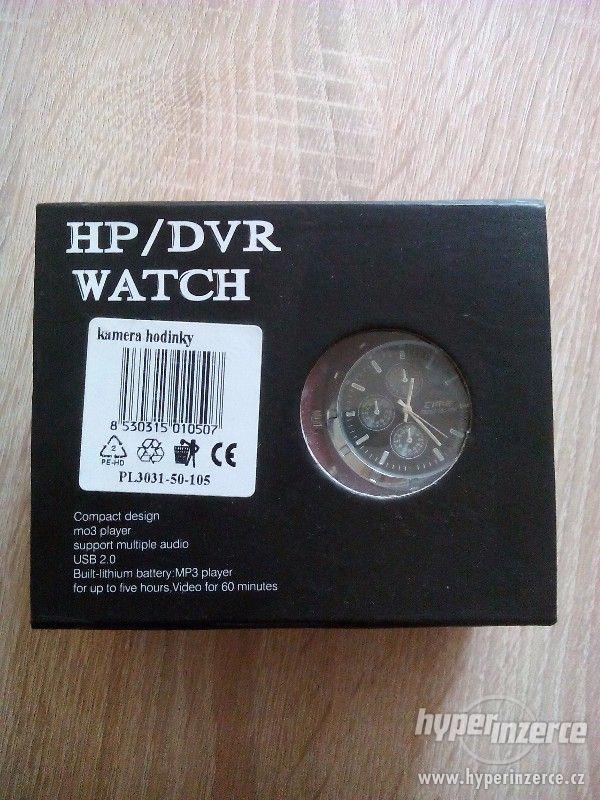 HP/DVR
WATCH
kamera hodinky
8 530315 010507
2
PE-HD
CE
PL3031-50-105
Compact design
mo3 player
support multiple audio
USB 2.0
Built-lithium battery:MP3 player
for up to five hours,Video for 60 minutes
hyperinzerce
www.hyperinzerce.cz